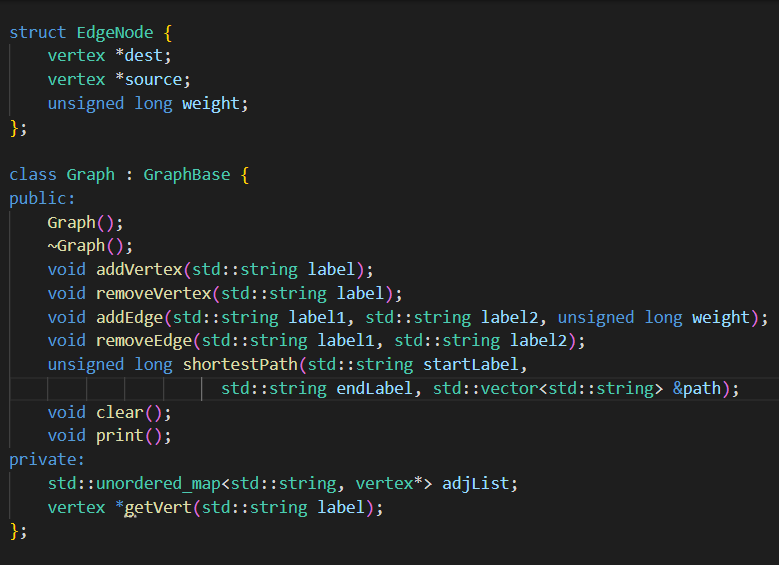 struct EdgeNode {
    vertex *dest;
    vertex *source;
    unsigned long weight;
};

class Graph : GraphBase {
public:
    Graph();
    ~Graph();
    void addVertex(std::string label);
    void removeVertex(std::string label);
    void addEdge(std::string label1, std::string label2, unsigned long weight);
    void removeEdge(std::string label1, std::string label2);
    unsigned long shortestPath(std::string startLabel,
                      std::string endLabel, std::vector<std::string> &path);
    void clear();
    void print();
private:
    std::unordered_map<std::string, vertex*> adjList;
    vertex *getVert(std::string label);
};